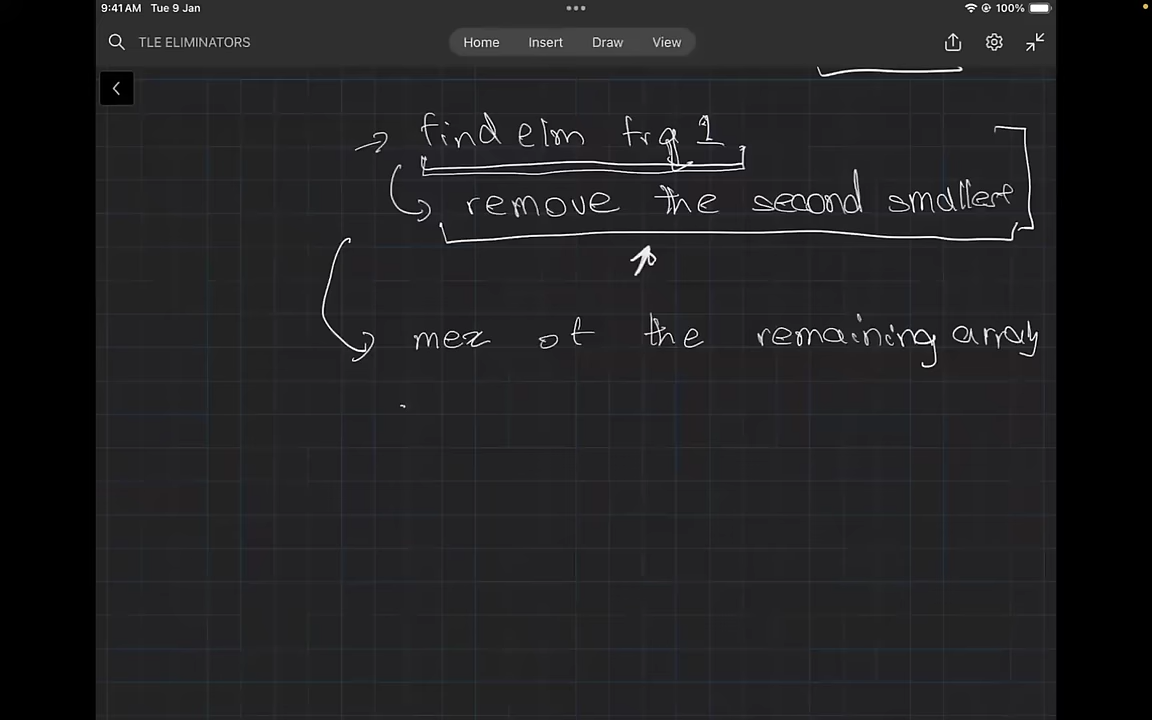 9:41 AM Tue 9 Jan
100%
TLE ELIMINATORS
Home Insert Draw View
find elm frq 1
remove the second smallest
mex of the remaining array